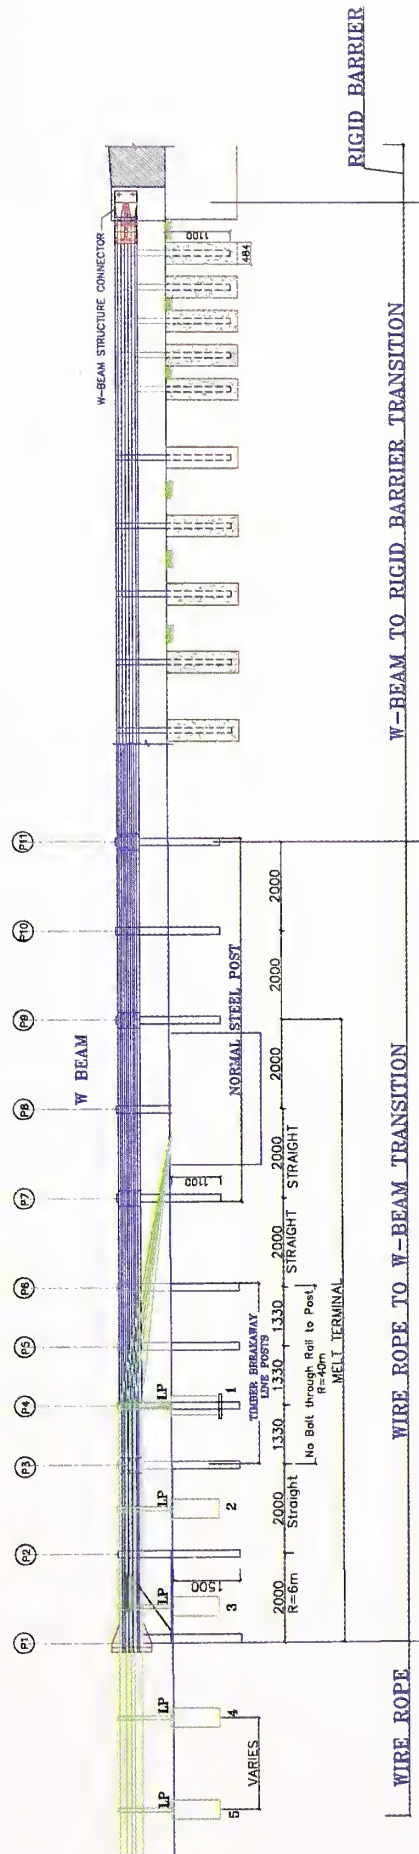 P1
P2
P3
P4
P5
P6
P7
P8
P9
P10
P11
W BEAM
W-BEAM STRUCTURE CONNECTOR
LP
LP
LP
LP
LP
5
4
3
2
1
VARIES
1500
1100
1100
484
TIMBER BREAKAWAY
LINE POSTS
NORMAL STEEL POST
2000
2000
1330
1330
1330
2000
2000
2000
2000
2000
R=6m
Straight
No Bolt through Rail to Post
R=40m
STRAIGHT
STRAIGHT
MELT TERMINAL
WIRE ROPE
WIRE ROPE TO W-BEAM TRANSITION
W-BEAM TO RIGID BARRIER TRANSITION
RIGID BARRIER